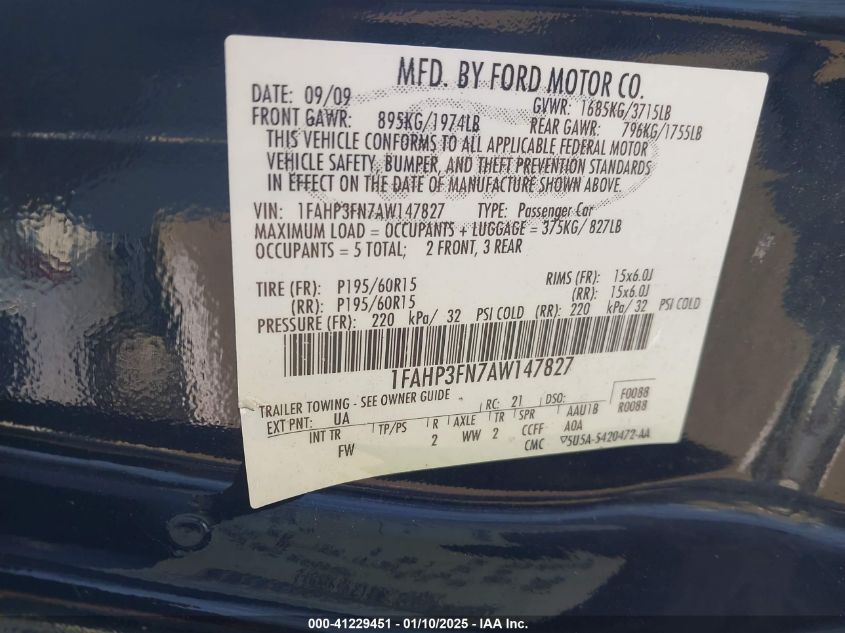 MFD. BY FORD MOTOR CO.
DATE: 09/09 GVWR: 1685KG/3715LB
FRONT GAWR: 895KG/1974LB REAR GAWR: 796KG/1755LB
THIS VEHICLE CONFORMS TO ALL APPLICABLE FEDERAL MOTOR
VEHICLE SAFETY, BUMPER, AND THEFT PREVENTION STANDARDS
IN EFFECT ON THE DATE OF MANUFACTURE SHOWN ABOVE.
VIN: 1FAHP3FN7AW147827 TYPE: Passenger Car
MAXIMUM LOAD = OCCUPANTS + LUGGAGE = 375KG/ 827LB
OCCUPANTS = 5 TOTAL; 2 FRONT, 3 REAR
TIRE (FR): P195/60R15 RIMS (FR): 15x6.0J
(RR): P195/60R15 (RR): 15x6.0J
PRESSURE (FR): 220 kPa/ 32 PSI COLD (RR): 220 kPa/ 32 PSI COLD
1FAHP3FN7AW147827
TRAILER TOWING - SEE OWNER GUIDE
EXT PNT: UA RC: 21 DSO: F0088
R0088
INT TR TP/PS R AXLE TR SPR AAU1B
FW 2 WW 2 CCFF AOA
CMC 5U5A-5420472-AA
000-41229451 - 01/10/2025 - IAA Inc.